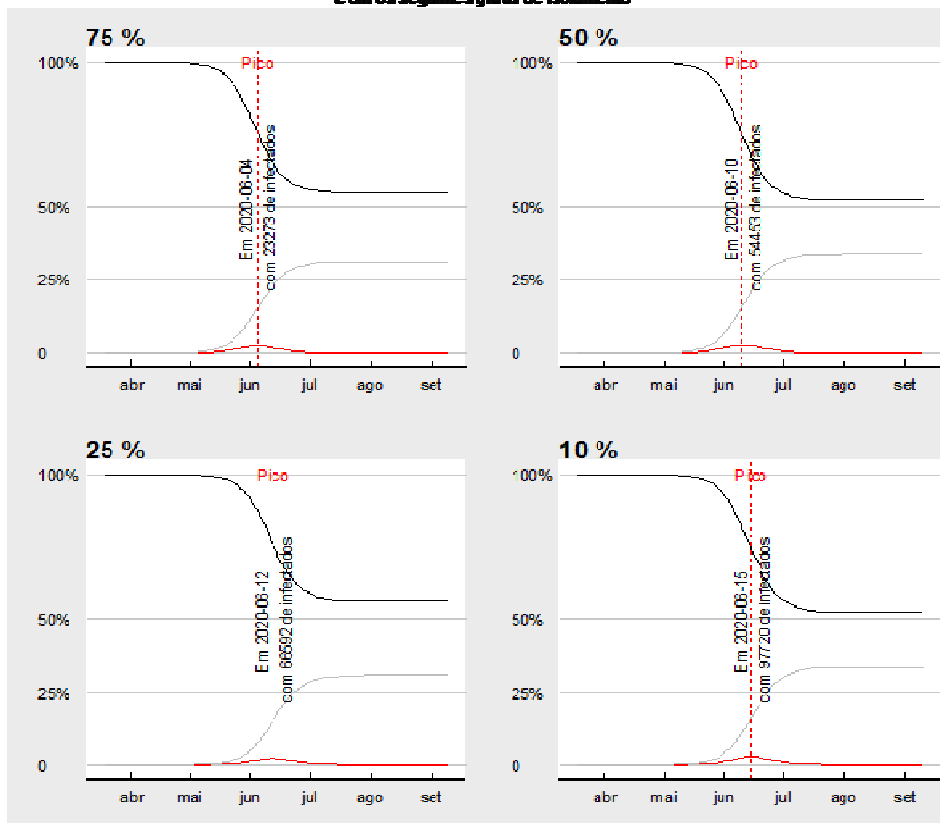 75 %
50 %
100%
50%
25%
0
Pico
Em 2020-06-04
com 23273 de infectados
abr mai jun jul ago set
100%
50%
25%
0
Pico
Em 2020-06-10
com 54453 de infectados
abr mai jun jul ago set
25 %
10 %
100%
50%
25%
0
Pico
Em 2020-06-12
com 66592 de infectados
abr mai jun jul ago set
100%
50%
25%
0
Pico
Em 2020-06-15
com 97720 de infectados
abr mai jun jul ago set